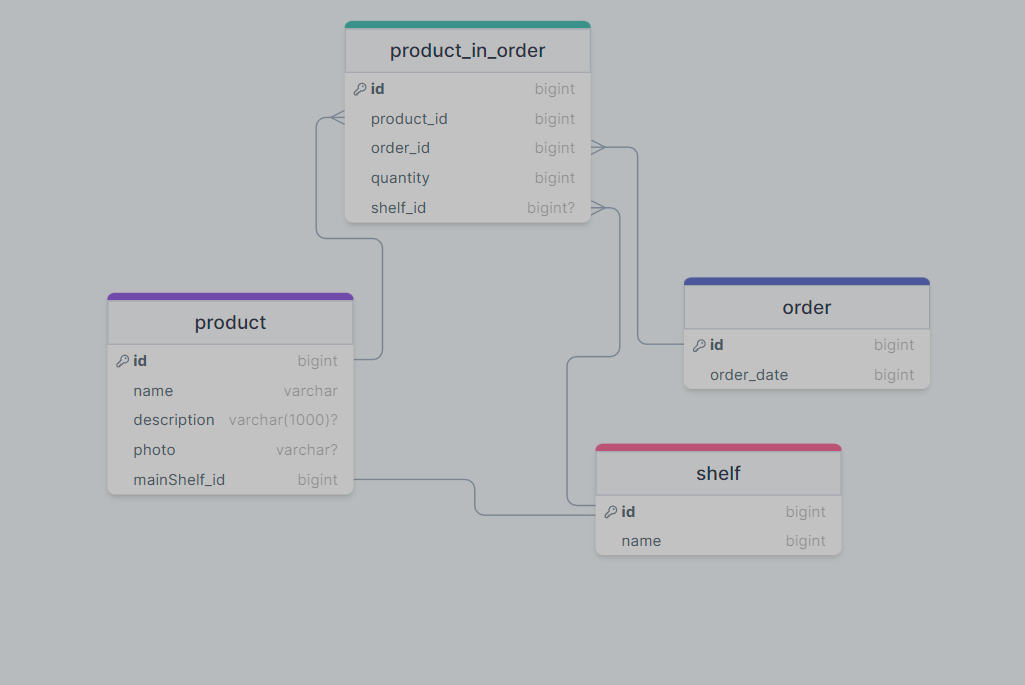 product_in_order
id bigint
product_id bigint
order_id bigint
quantity bigint
shelf_id bigint?
product
id bigint
name varchar
description varchar(1000)?
photo varchar?
mainShelf_id bigint
order
id bigint
order_date bigint
shelf
id bigint
name bigint